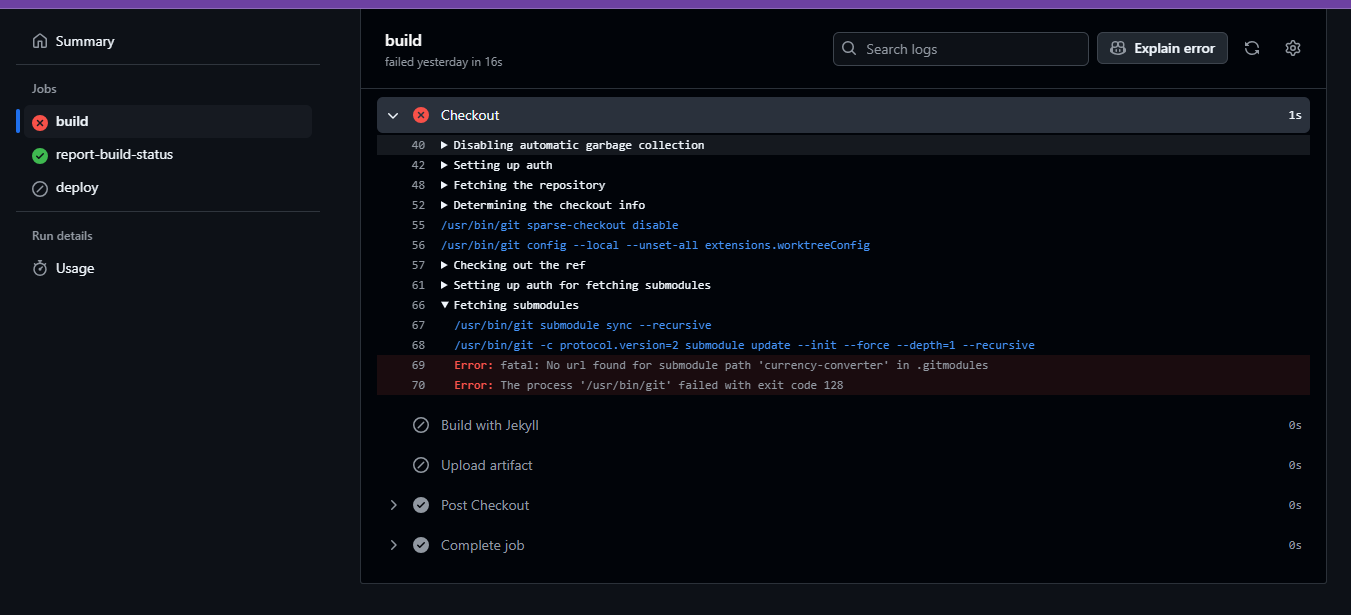 Summary
Jobs
build
report-build-status
deploy
Run details
Usage
build
failed yesterday in 16s
Search logs
Explain error
Checkout 1s
40 Disabling automatic garbage collection
42 Setting up auth
48 Fetching the repository
52 Determining the checkout info
55 /usr/bin/git sparse-checkout disable
56 /usr/bin/git config --local --unset-all extensions.worktreeConfig
57 Checking out the ref
61 Setting up auth for fetching submodules
66 Fetching submodules
67 /usr/bin/git submodule sync --recursive
68 /usr/bin/git -c protocol.version=2 submodule update --init --force --depth=1 --recursive
69 Error: fatal: No url found for submodule path 'currency-converter' in .gitmodules
70 Error: The process '/usr/bin/git' failed with exit code 128
Build with Jekyll 0s
Upload artifact 0s
Post Checkout 0s
Complete job 0s